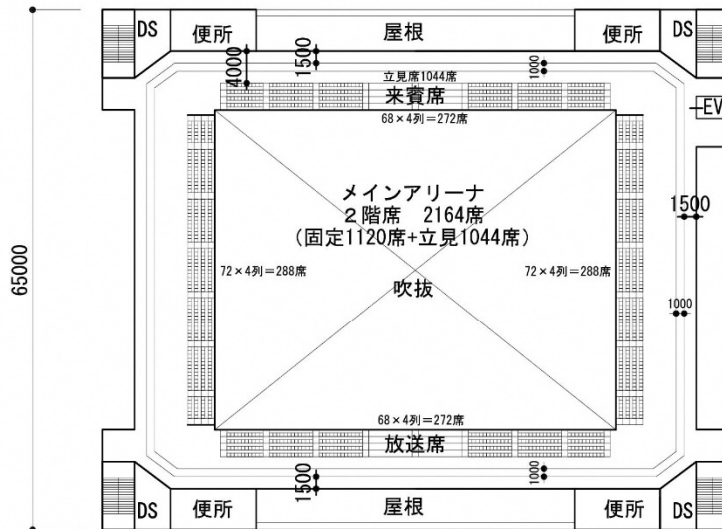 DS
便所
屋根
便所
DS
4000
1500
1000
立見席1044席
来賓席
68×4列=272席
EV
メインアリーナ
2階席 2164席
(固定1120席+立見1044席)
1500
65000
72×4列=288席
72×4列=288席
吹抜
1000
68×4列=272席
放送席
1500
1000
DS
便所
屋根
便所
DS